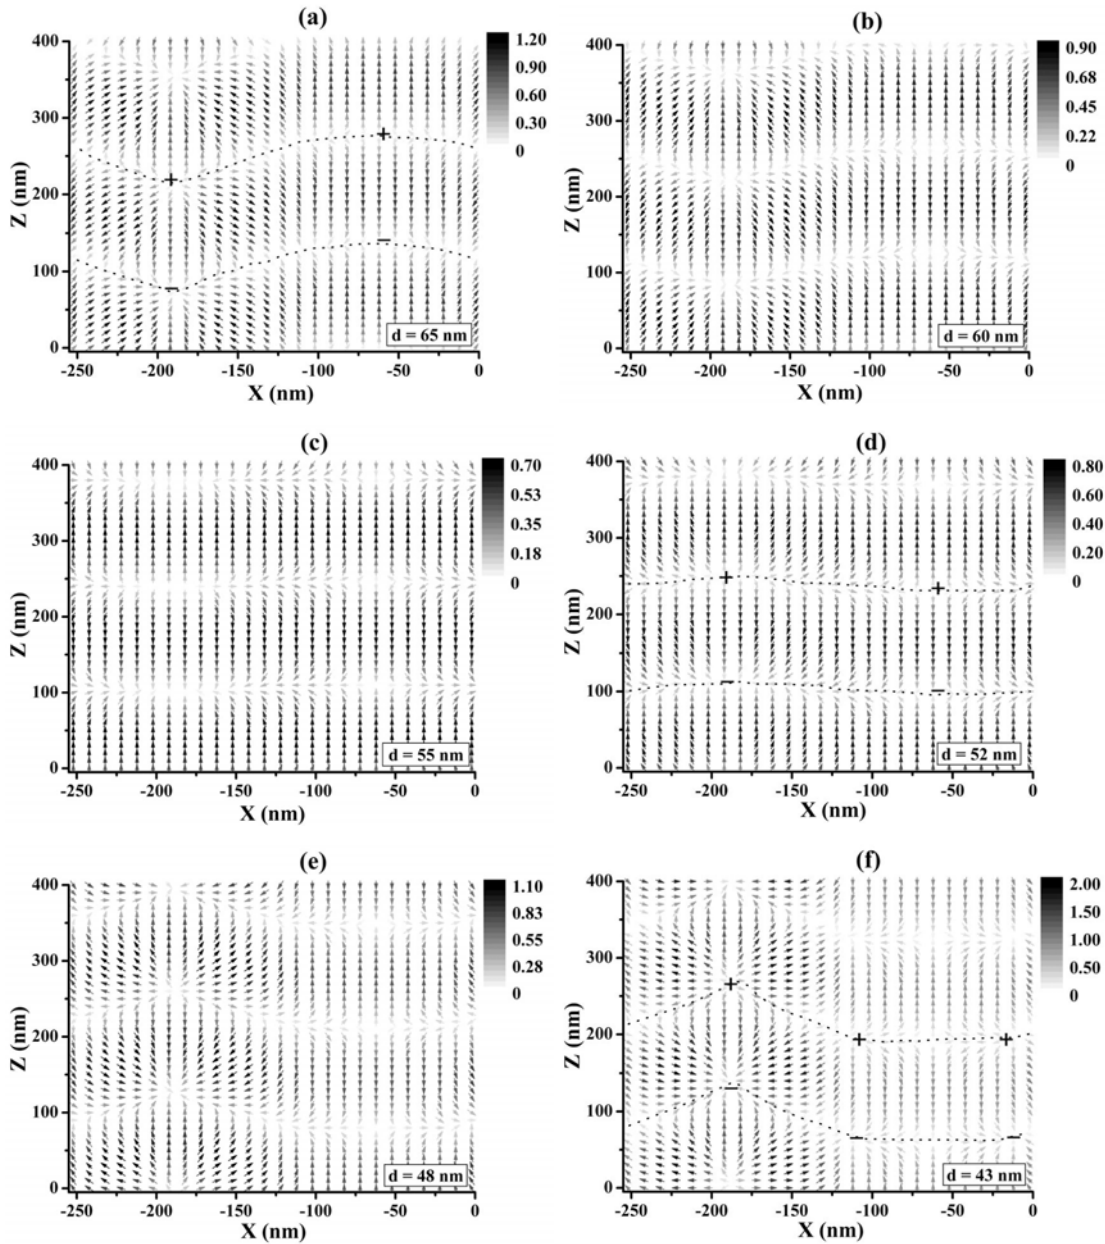 (a)
400
300
200
100
0
Z (nm)
-250 -200 -150 -100 -50 0
X (nm)
1.20
0.90
0.60
0.30
0
+
+
−
−
d = 65 nm
(b)
400
300
200
100
0
Z (nm)
-250 -200 -150 -100 -50 0
X (nm)
0.90
0.68
0.45
0.22
0
d = 60 nm
(c)
400
300
200
100
0
Z (nm)
-250 -200 -150 -100 -50 0
X (nm)
0.70
0.53
0.35
0.18
0
d = 55 nm
(d)
400
300
200
100
0
Z (nm)
-250 -200 -150 -100 -50 0
X (nm)
0.80
0.60
0.40
0.20
0
+
+
−
−
d = 52 nm
(e)
400
300
200
100
0
Z (nm)
-250 -200 -150 -100 -50 0
X (nm)
1.10
0.83
0.55
0.28
0
d = 48 nm
(f)
400
300
200
100
0
Z (nm)
-250 -200 -150 -100 -50 0
X (nm)
2.00
1.50
1.00
0.50
0
+
+ +
−
− −
d = 43 nm